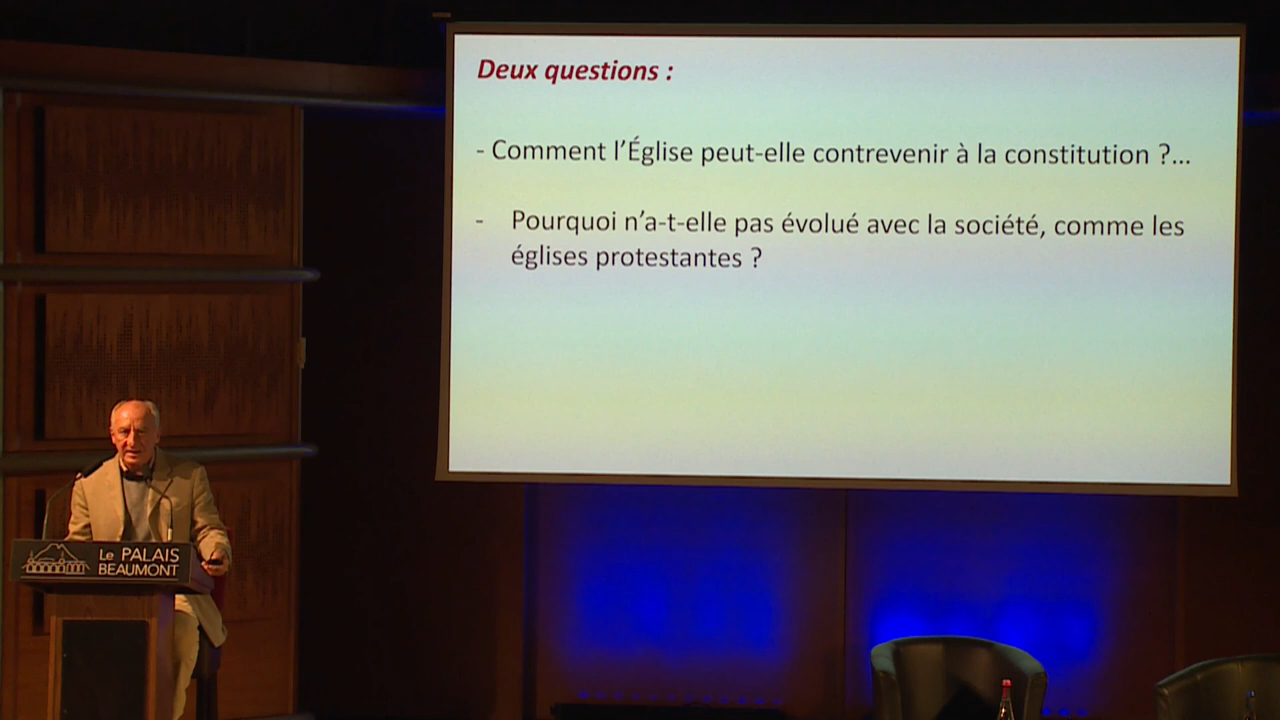 Deux questions :
- Comment l’Église peut-elle contrevenir à la constitution ?...
- Pourquoi n’a-t-elle pas évolué avec la société, comme les
églises protestantes ?
Le PALAIS
BEAUMONT